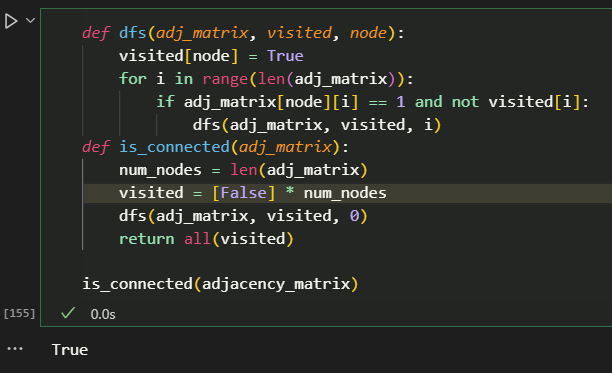 def dfs(adj_matrix, visited, node):
    visited[node] = True
    for i in range(len(adj_matrix)):
        if adj_matrix[node][i] == 1 and not visited[i]:
            dfs(adj_matrix, visited, i)
def is_connected(adj_matrix):
    num_nodes = len(adj_matrix)
    visited = [False] * num_nodes
    dfs(adj_matrix, visited, 0)
    return all(visited)

is_connected(adjacency_matrix)
[155] ✓ 0.0s
... True